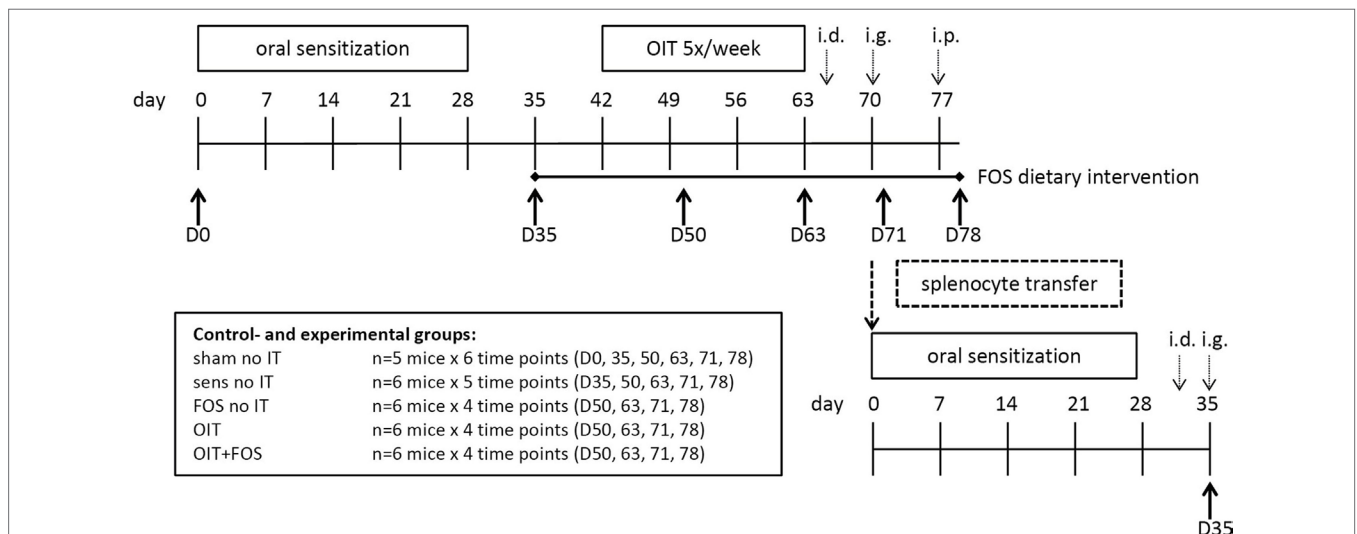 oral sensitization
OIT 5x/week
i.d. i.g. i.p.
day 0 7 14 21 28 35 42 49 56 63 70 77
FOS dietary intervention
D0 D35 D50 D63 D71 D78
splenocyte transfer
Control- and experimental groups:
sham no IT n=5 mice x 6 time points (D0, 35, 50, 63, 71, 78)
sens no IT n=6 mice x 5 time points (D35, 50, 63, 71, 78)
FOS no IT n=6 mice x 4 time points (D50, 63, 71, 78)
OIT n=6 mice x 4 time points (D50, 63, 71, 78)
OIT+FOS n=6 mice x 4 time points (D50, 63, 71, 78)
oral sensitization
i.d. i.g.
day 0 7 14 21 28 35
D35